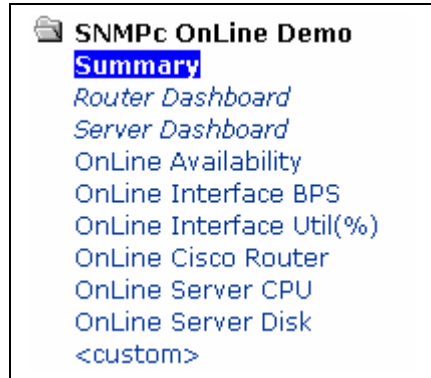 SNMPc OnLine Demo
Summary
Router Dashboard
Server Dashboard
OnLine Availability
OnLine Interface BPS
OnLine Interface Util(%)
OnLine Cisco Router
OnLine Server CPU
OnLine Server Disk
<custom>